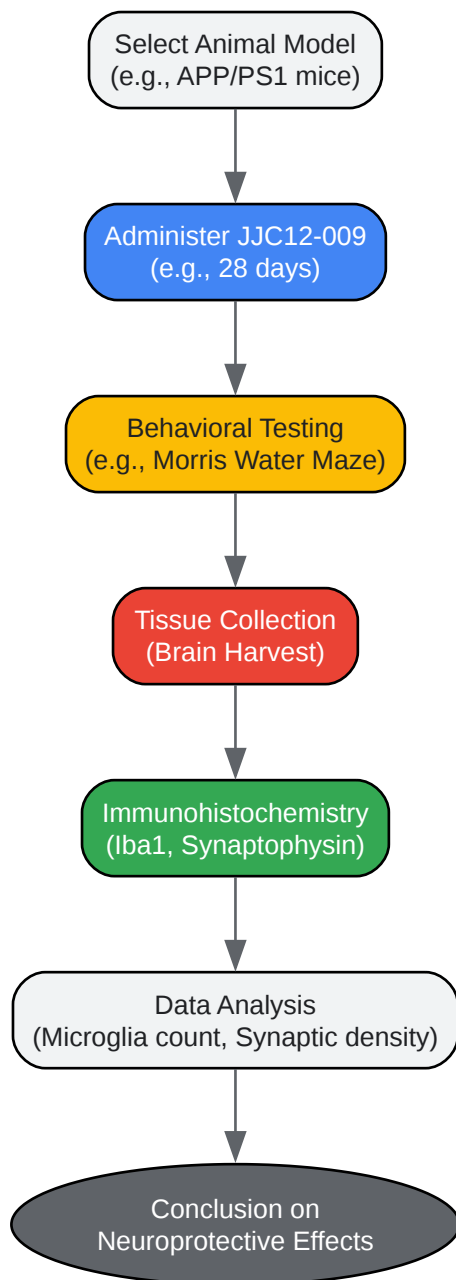 Select Animal Model
(e.g., APP/PS1 mice)
Administer JJC12-009
(e.g., 28 days)
Behavioral Testing
(e.g., Morris Water Maze)
Tissue Collection
(Brain Harvest)
Immunohistochemistry
(Iba1, Synaptophysin)
Data Analysis
(Microglia count, Synaptic density)
Conclusion on
Neuroprotective Effects